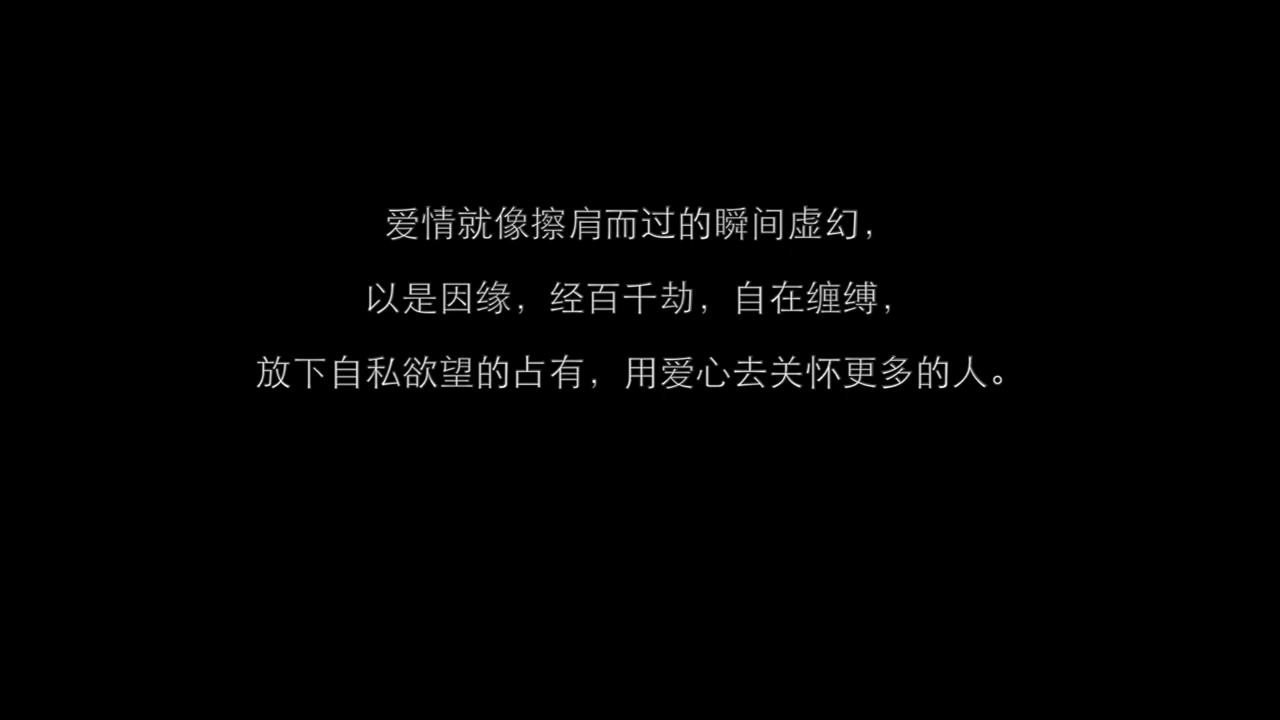 爱情就像擦肩而过的瞬间虚幻，
以是因缘，经百千劫，自在缠缚，
放下自私欲望的占有，用爱心去关怀更多的人。